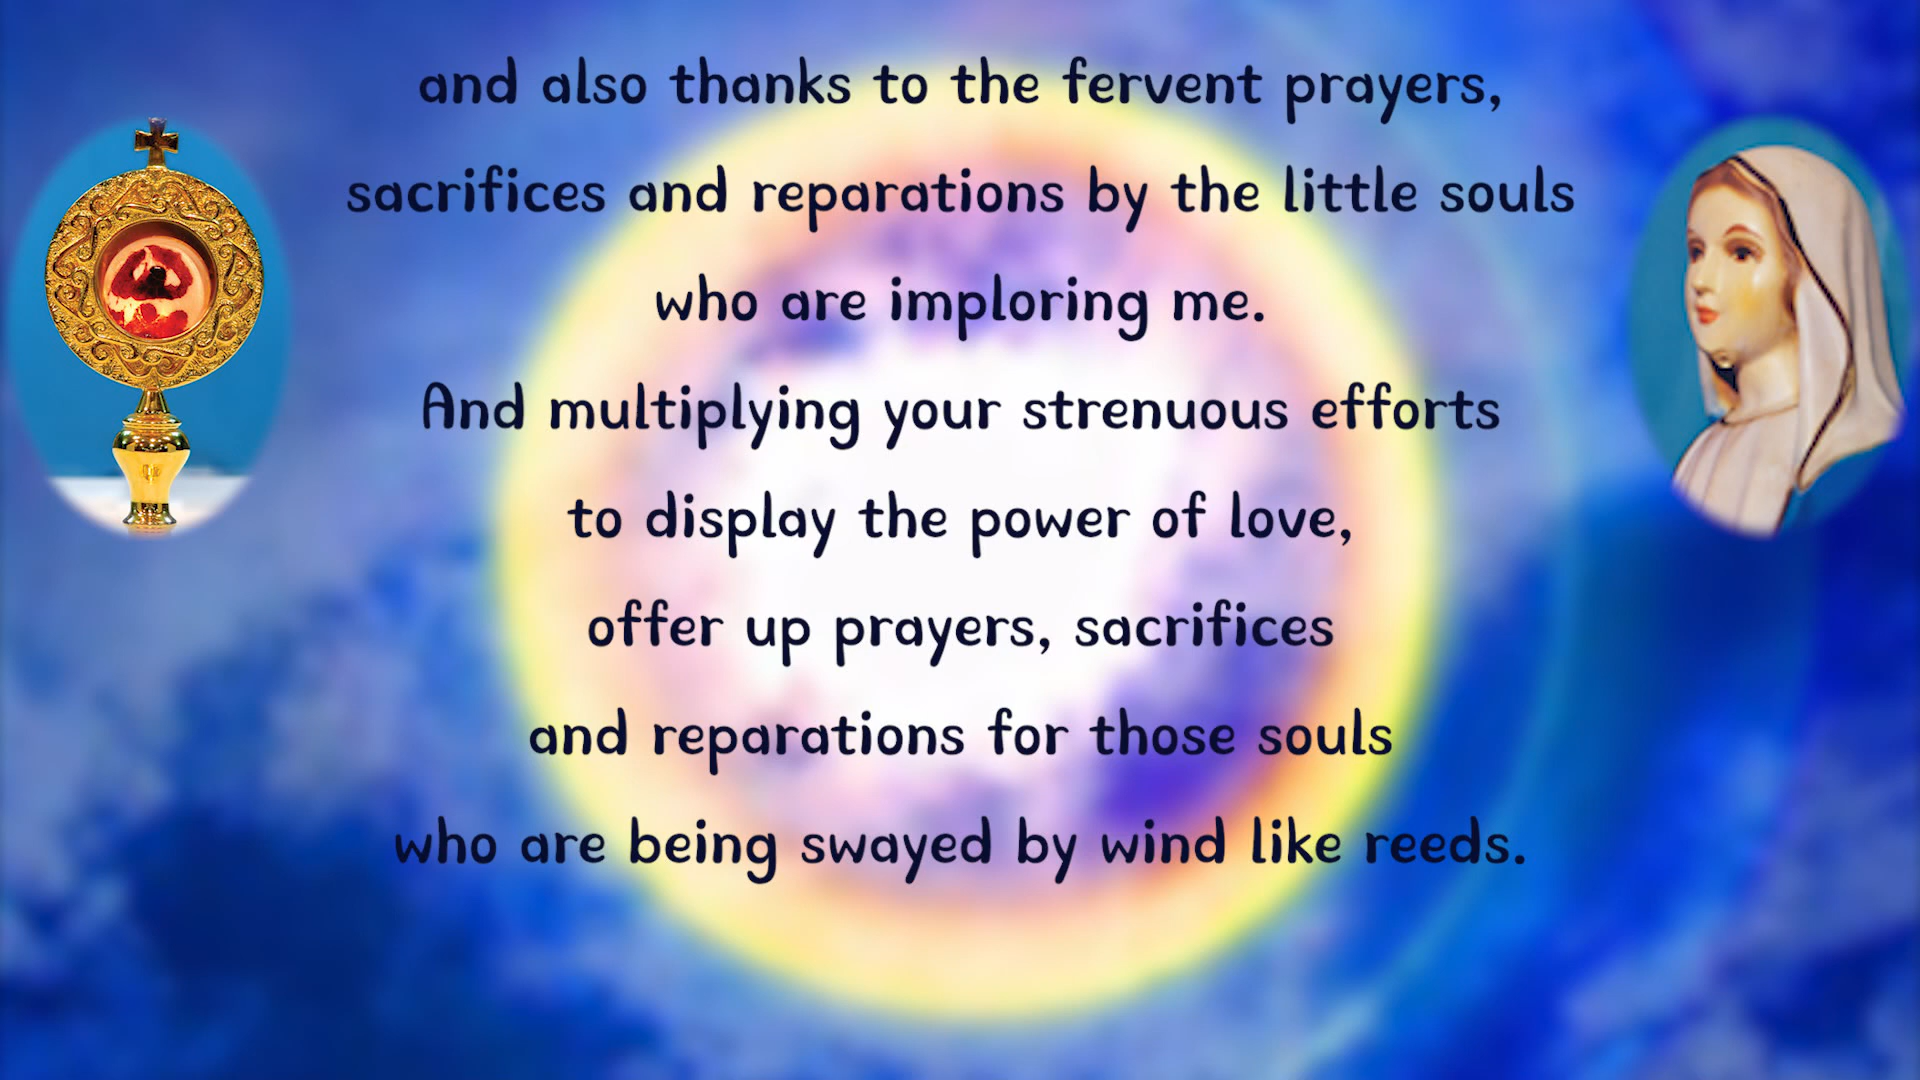 and also thanks to the fervent prayers,
sacrifices and reparations by the little souls
who are imploring me.
And multiplying your strenuous efforts
to display the power of love,
offer up prayers, sacrifices
and reparations for those souls
who are being swayed by wind like reeds.